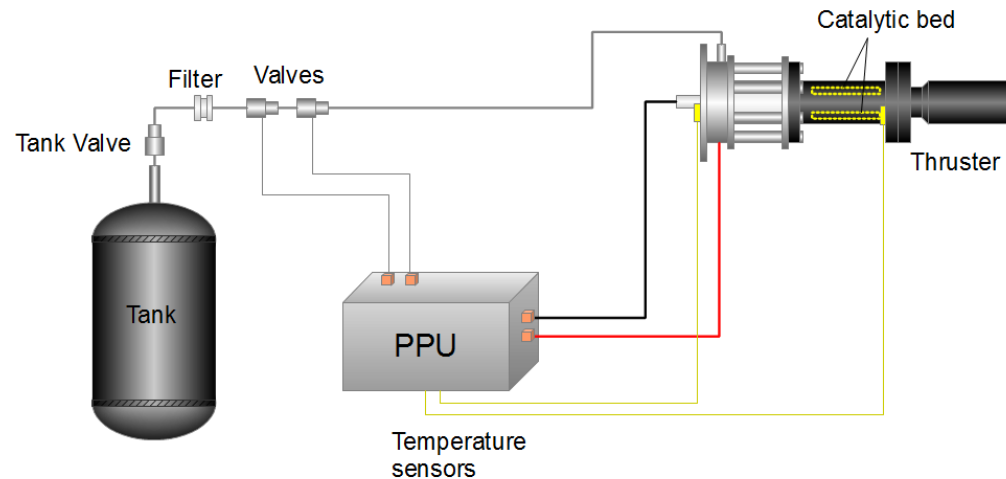 Catalytic bed
Filter
Valves
Tank Valve
Thruster
Tank
PPU
Temperature
sensors